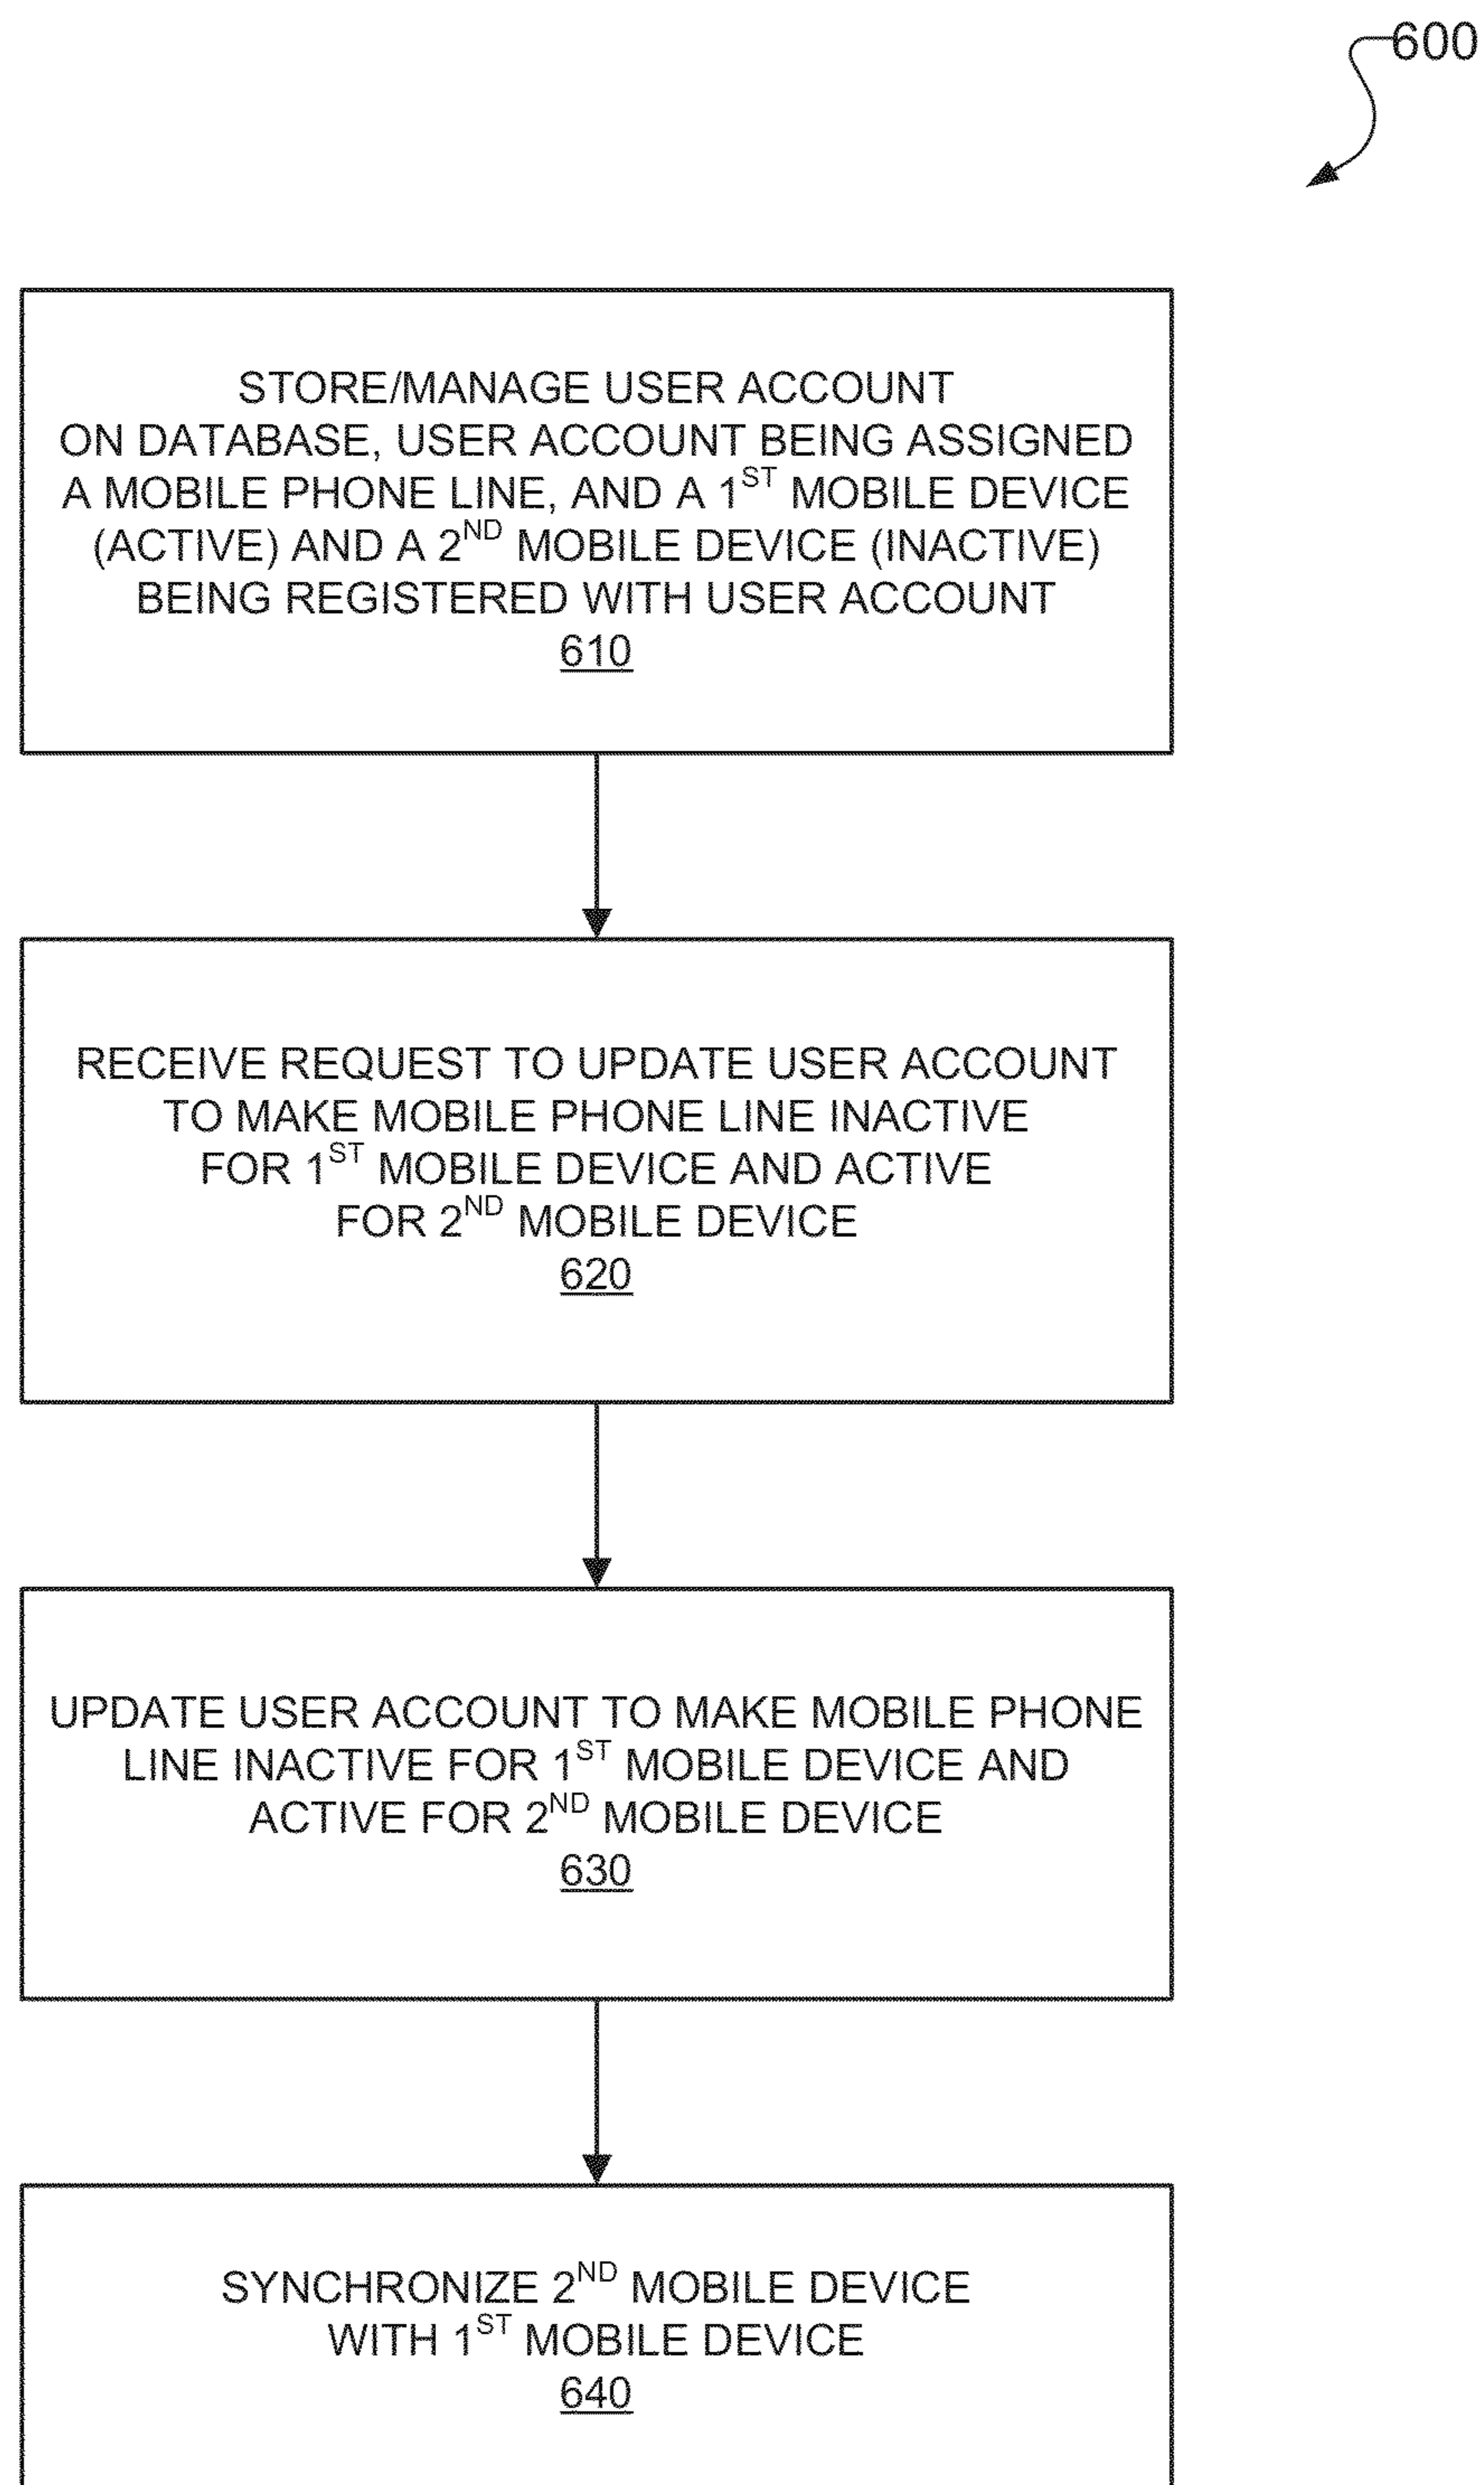 600
STORE/MANAGE USER ACCOUNT
ON DATABASE, USER ACCOUNT BEING ASSIGNED
A MOBILE PHONE LINE, AND A 1ST MOBILE DEVICE
(ACTIVE) AND A 2ND MOBILE DEVICE (INACTIVE)
BEING REGISTERED WITH USER ACCOUNT
610
RECEIVE REQUEST TO UPDATE USER ACCOUNT
TO MAKE MOBILE PHONE LINE INACTIVE
FOR 1ST MOBILE DEVICE AND ACTIVE
FOR 2ND MOBILE DEVICE
620
UPDATE USER ACCOUNT TO MAKE MOBILE PHONE
LINE INACTIVE FOR 1ST MOBILE DEVICE AND
ACTIVE FOR 2ND MOBILE DEVICE
630
SYNCHRONIZE 2ND MOBILE DEVICE
WITH 1ST MOBILE DEVICE
640